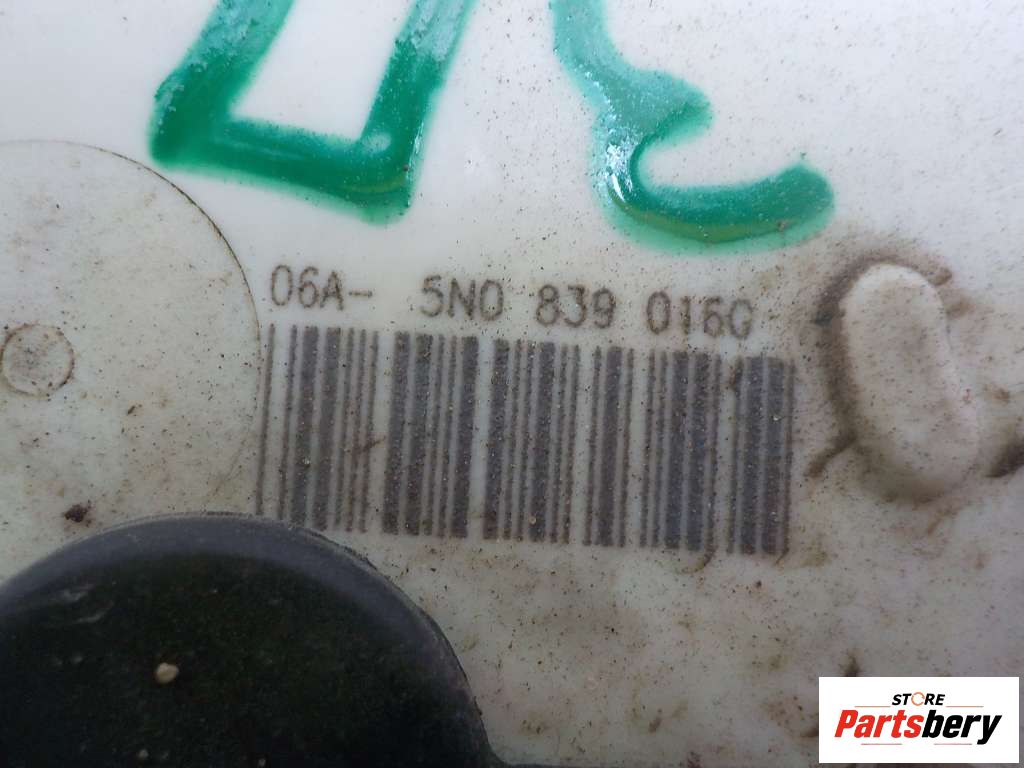 06A- 5N0 839 016G
STORE
Partsbery